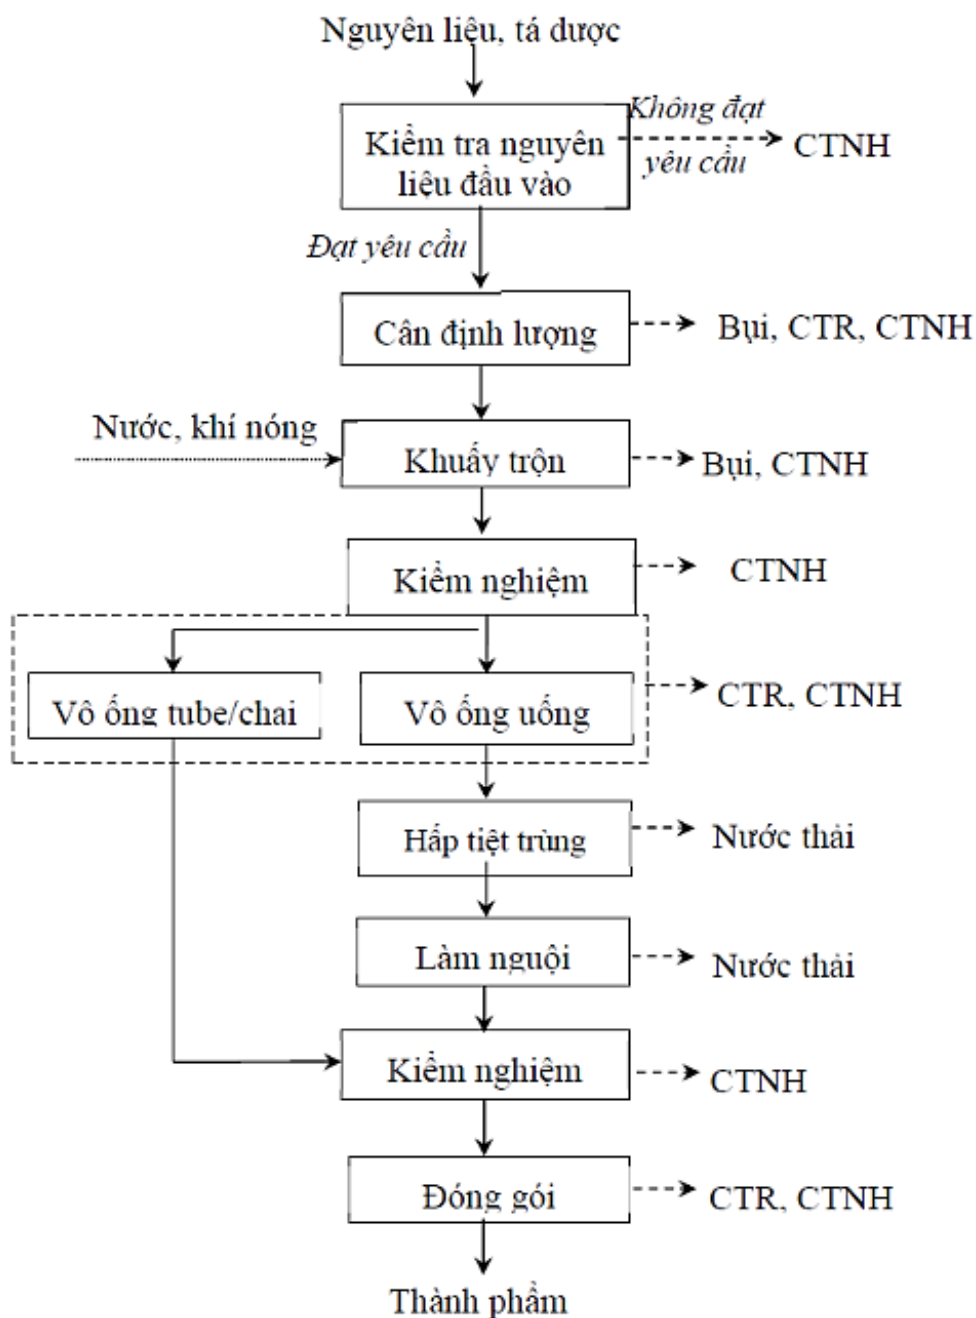 Nguyên liệu, tá dược
Không đạt
Kiểm tra nguyên
liệu đầu vào
yêu cầu
CTNH
Đạt yêu cầu
Cân định lượng
Bụi, CTR, CTNH
Nước, khí nóng
Khuấy trộn
Bụi, CTNH
Kiểm nghiệm
CTNH
Vô ống tube/chai
Vô ống uống
CTR, CTNH
Hấp tiệt trùng
Nước thải
Làm nguội
Nước thải
Kiểm nghiệm
CTNH
Đóng gói
CTR, CTNH
Thành phẩm